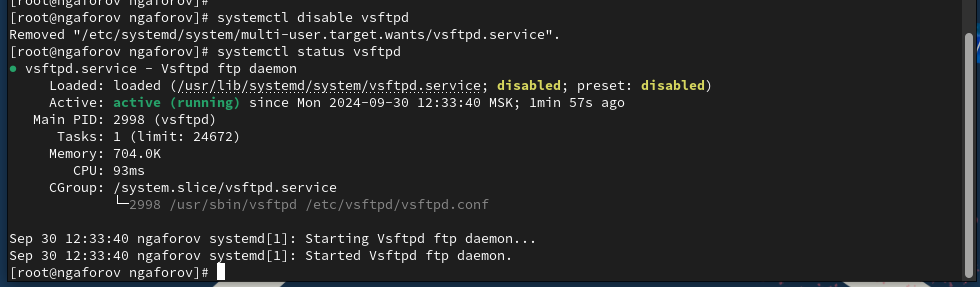 [root@ngaforov ngaforov]#
[root@ngaforov ngaforov]# systemctl disable vsftpd
Removed "/etc/systemd/system/multi-user.target.wants/vsftpd.service".
[root@ngaforov ngaforov]# systemctl status vsftpd
● vsftpd.service - Vsftpd ftp daemon
     Loaded: loaded (/usr/lib/systemd/system/vsftpd.service; disabled; preset: disabled)
     Active: active (running) since Mon 2024-09-30 12:33:40 MSK; 1min 57s ago
   Main PID: 2998 (vsftpd)
      Tasks: 1 (limit: 24672)
     Memory: 704.0K
        CPU: 93ms
     CGroup: /system.slice/vsftpd.service
             └─2998 /usr/sbin/vsftpd /etc/vsftpd/vsftpd.conf
Sep 30 12:33:40 ngaforov systemd[1]: Starting Vsftpd ftp daemon...
Sep 30 12:33:40 ngaforov systemd[1]: Started Vsftpd ftp daemon.
[root@ngaforov ngaforov]#